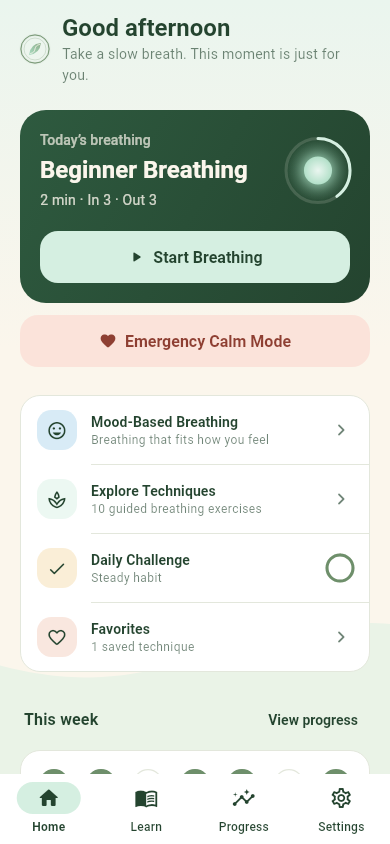 Good afternoon
Take a slow breath. This moment is just for
you.
Today's breathing
Beginner Breathing
2 min · In 3 · Out 3
Start Breathing
Emergency Calm Mode
Mood-Based Breathing
Breathing that fits how you feel
Explore Techniques
10 guided breathing exercises
Daily Challenge
Steady habit
Favorites
1 saved technique
This week
View progress
Home
Learn
Progress
Settings